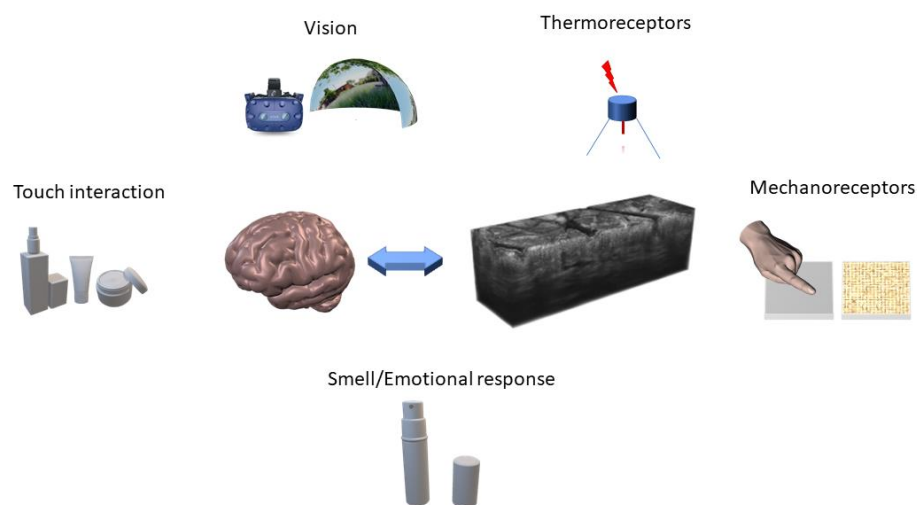 Vision
Thermoreceptors
Touch interaction
Mechanoreceptors
Smell/Emotional response